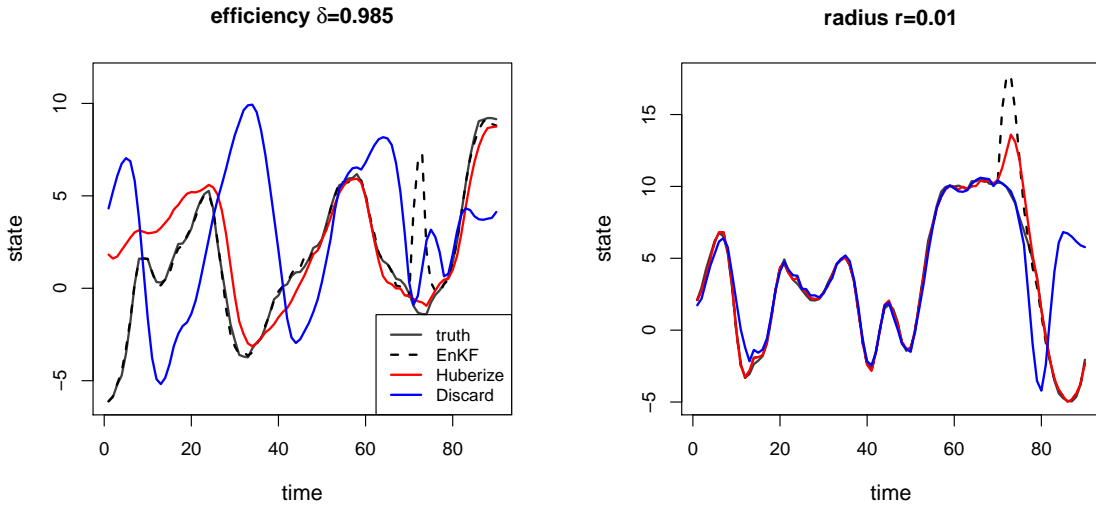 efficiency δ=0.985
state
10
5
0
−5
truth
EnKF
Huberize
Discard
0 20 40 60 80
time
radius r=0.01
state
15
10
5
0
−5
0 20 40 60 80
time